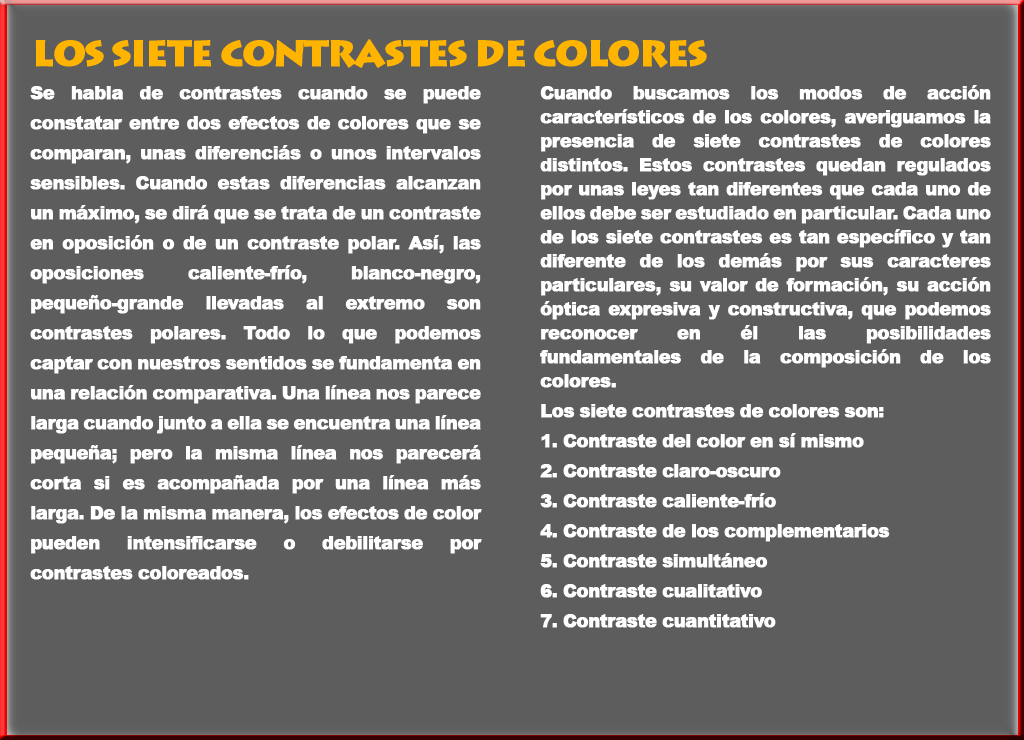 LOS SIETE CONTRASTES DE COLORES
Se habla de contrastes cuando se puede
constatar entre dos efectos de colores que se
comparan, unas diferenciás o unos intervalos
sensibles. Cuando estas diferencias alcanzan
un máximo, se dirá que se trata de un contraste
en oposición o de un contraste polar. Así, las
oposiciones caliente-frío, blanco-negro,
pequeño-grande llevadas al extremo son
contrastes polares. Todo lo que podemos
captar con nuestros sentidos se fundamenta en
una relación comparativa. Una línea nos parece
larga cuando junto a ella se encuentra una línea
pequeña; pero la misma línea nos parecerá
corta si es acompañada por una línea más
larga. De la misma manera, los efectos de color
pueden intensificarse o debilitarse por
contrastes coloreados.
Cuando buscamos los modos de acción
característicos de los colores, averiguamos la
presencia de siete contrastes de colores
distintos. Estos contrastes quedan regulados
por unas leyes tan diferentes que cada uno de
ellos debe ser estudiado en particular. Cada uno
de los siete contrastes es tan específico y tan
diferente de los demás por sus caracteres
particulares, su valor de formación, su acción
óptica expresiva y constructiva, que podemos
reconocer en él las posibilidades
fundamentales de la composición de los
colores.
Los siete contrastes de colores son:
1. Contraste del color en sí mismo
2. Contraste claro-oscuro
3. Contraste caliente-frío
4. Contraste de los complementarios
5. Contraste simultáneo
6. Contraste cualitativo
7. Contraste cuantitativo